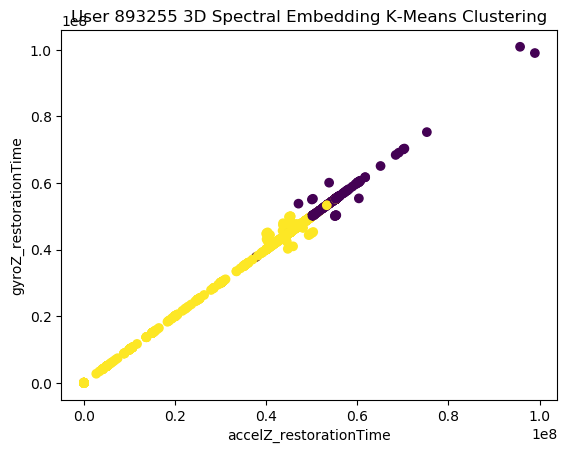 User 893255 3D Spectral Embedding K-Means Clustering
1e8
1.0
0.8
0.6
0.4
0.2
0.0
gyroZ_restorationTime
0.0 0.2 0.4 0.6 0.8 1.0
1e8
accelZ_restorationTime